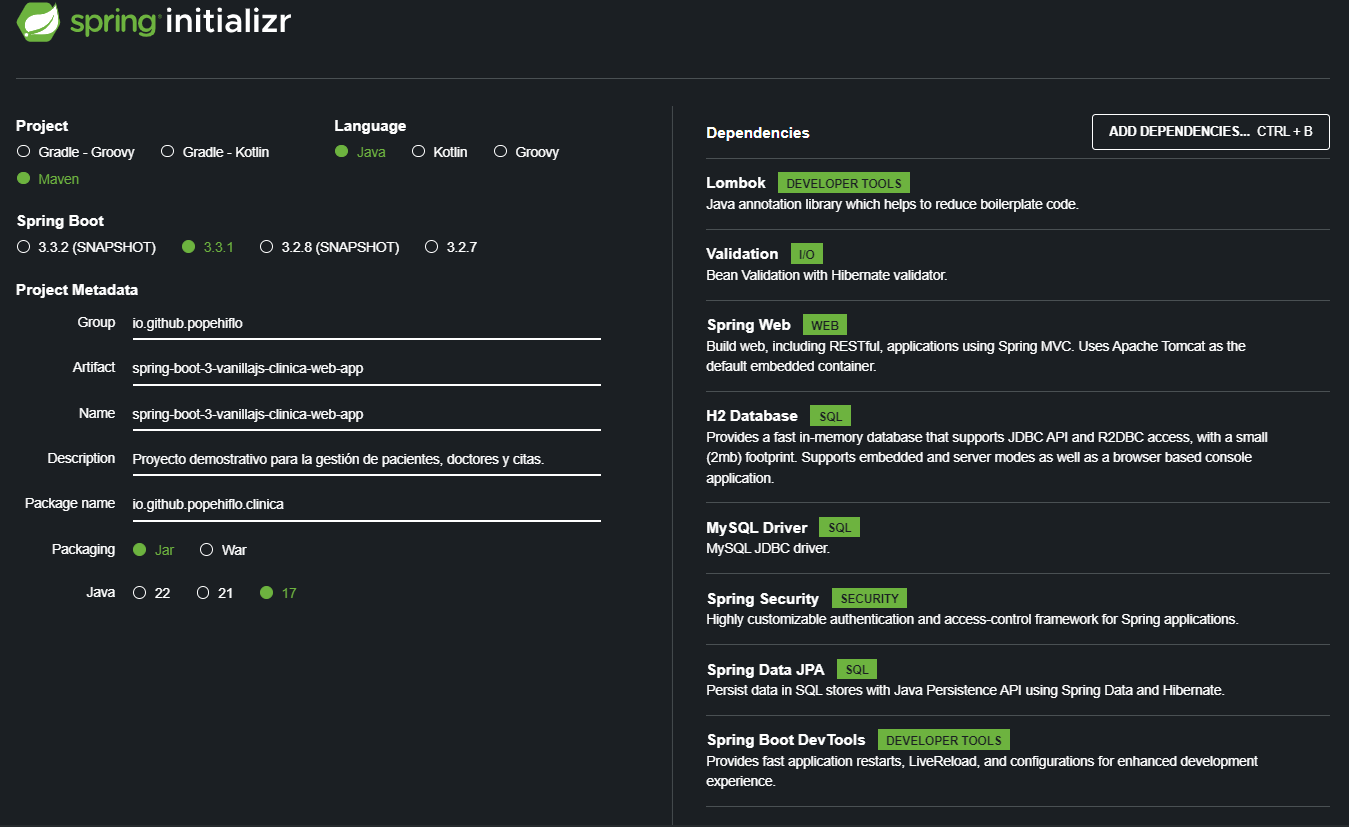 spring initializr
Project
Gradle - Groovy Gradle - Kotlin
Maven
Language
Java Kotlin Groovy
Spring Boot
3.3.2 (SNAPSHOT) 3.3.1 3.2.8 (SNAPSHOT) 3.2.7
Project Metadata
Group io.github.popehiflo
Artifact spring-boot-3-vanillajs-clinica-web-app
Name spring-boot-3-vanillajs-clinica-web-app
Description Proyecto demostrativo para la gestión de pacientes, doctores y citas.
Package name io.github.popehiflo.clinica
Packaging Jar War
Java 22 21 17
Dependencies ADD DEPENDENCIES... CTRL + B
Lombok DEVELOPER TOOLS
Java annotation library which helps to reduce boilerplate code.
Validation I/O
Bean Validation with Hibernate validator.
Spring Web WEB
Build web, including RESTful, applications using Spring MVC. Uses Apache Tomcat as the
default embedded container.
H2 Database SQL
Provides a fast in-memory database that supports JDBC API and R2DBC access, with a small
(2mb) footprint. Supports embedded and server modes as well as a browser based console
application.
MySQL Driver SQL
MySQL JDBC driver.
Spring Security SECURITY
Highly customizable authentication and access-control framework for Spring applications.
Spring Data JPA SQL
Persist data in SQL stores with Java Persistence API using Spring Data and Hibernate.
Spring Boot DevTools DEVELOPER TOOLS
Provides fast application restarts, LiveReload, and configurations for enhanced development
experience.